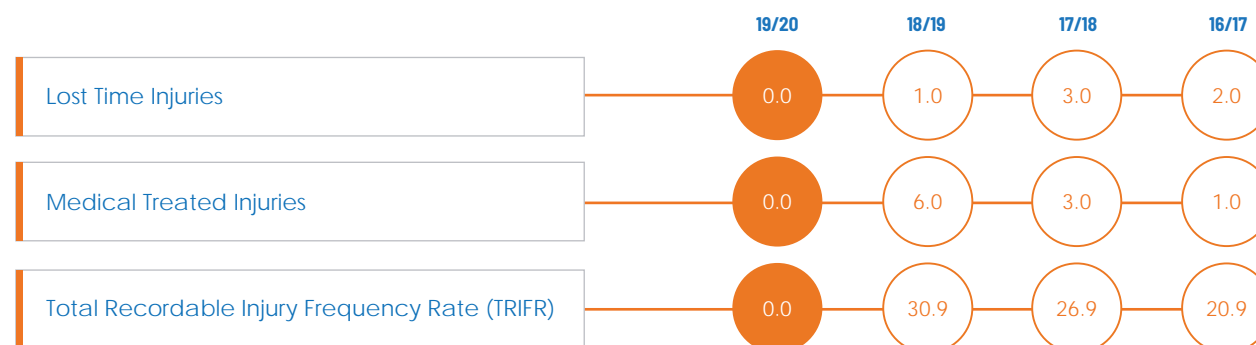 19/20 18/19 17/18 16/17
Lost Time Injuries 0.0 1.0 3.0 2.0
Medical Treated Injuries 0.0 6.0 3.0 1.0
Total Recordable Injury Frequency Rate (TRIFR) 0.0 30.9 26.9 20.9